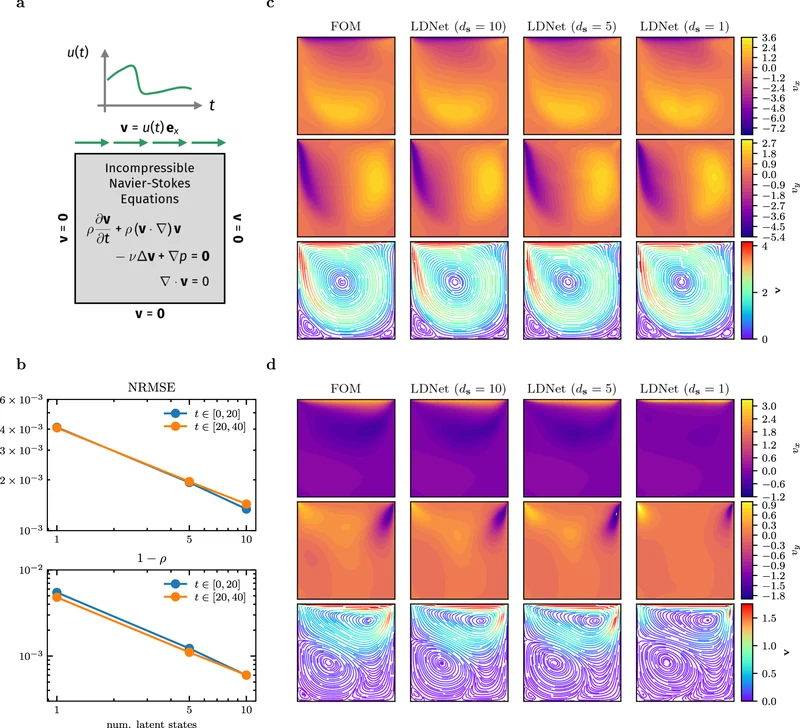 a
u(t)
t
v = u(t) e_x
Incompressible
Navier-Stokes
Equations
ρ ∂v/∂t + ρ (v · ∇) v
− νΔv + ∇p = 0
∇ · v = 0
v = 0
v = 0
v = 0
b
NRMSE
6 × 10⁻³
4 × 10⁻³
3 × 10⁻³
2 × 10⁻³
10⁻³
t ∈ [0, 20]
t ∈ [20, 40]
1 5 10
1 − ρ
10⁻²
10⁻³
t ∈ [0, 20]
t ∈ [20, 40]
1 5 10
num. latent states
c
FOM LDNet (d_s = 10) LDNet (d_s = 5) LDNet (d_s = 1)
3.6
2.4
1.2
0.0
−1.2
−2.4
−3.6
−4.8
−6.0
−7.2
v_x
2.7
1.8
0.9
0.0
−0.9
−1.8
−2.7
−3.6
−4.5
−5.4
v_y
4
2
0
v
d
FOM LDNet (d_s = 10) LDNet (d_s = 5) LDNet (d_s = 1)
3.0
2.4
1.8
1.2
0.6
0.0
−0.6
−1.2
v_x
0.9
0.6
0.3
0.0
−0.3
−0.6
−0.9
−1.2
−1.5
−1.8
v_y
1.5
1.0
0.5
0.0
v